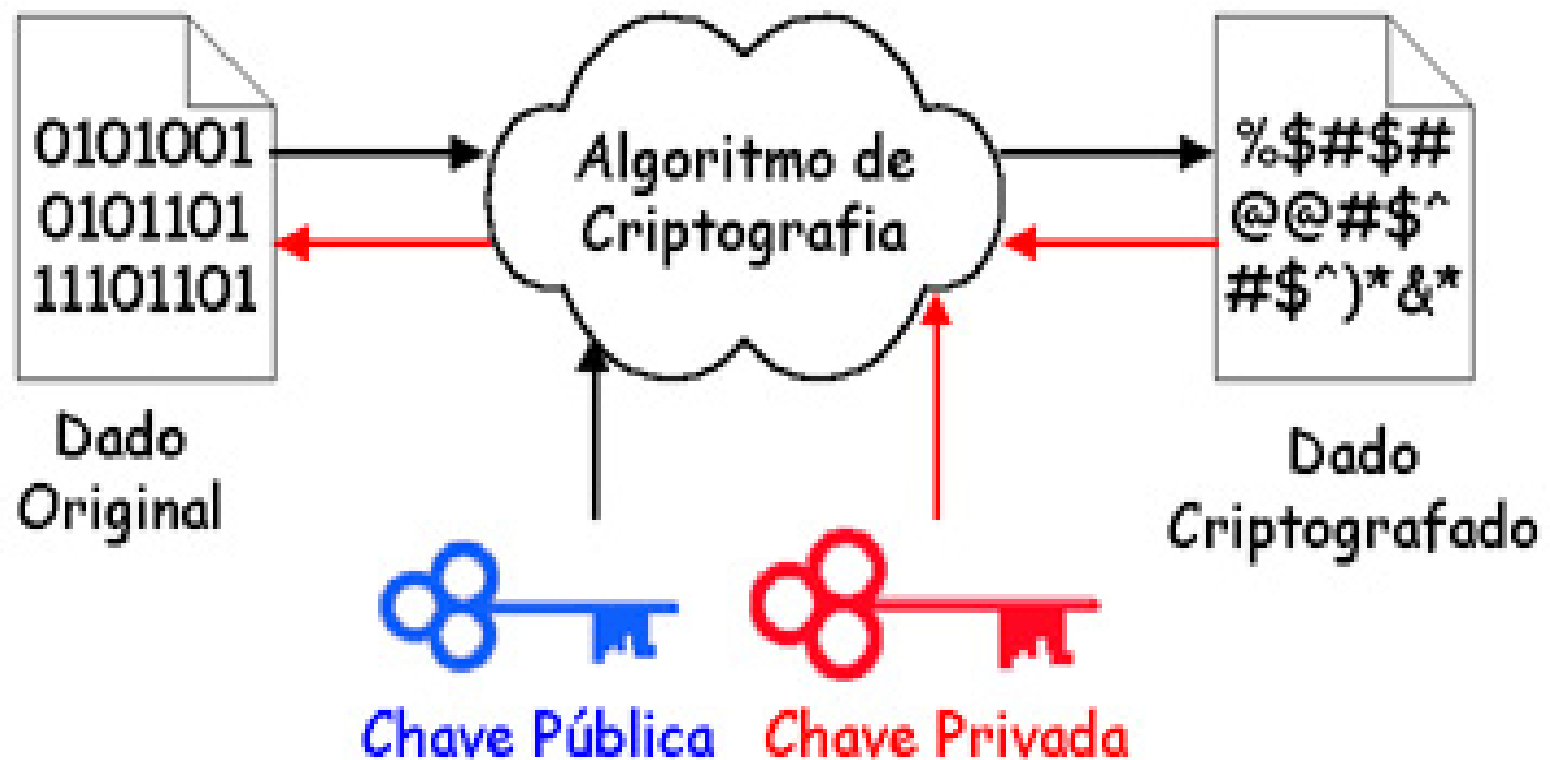 0101001
0101101
11101101
Dado
Original
Algoritmo de
Criptografia
%$#$#
@@#$^
#$^)*&*
Dado
Criptografado
Chave Pública
Chave Privada